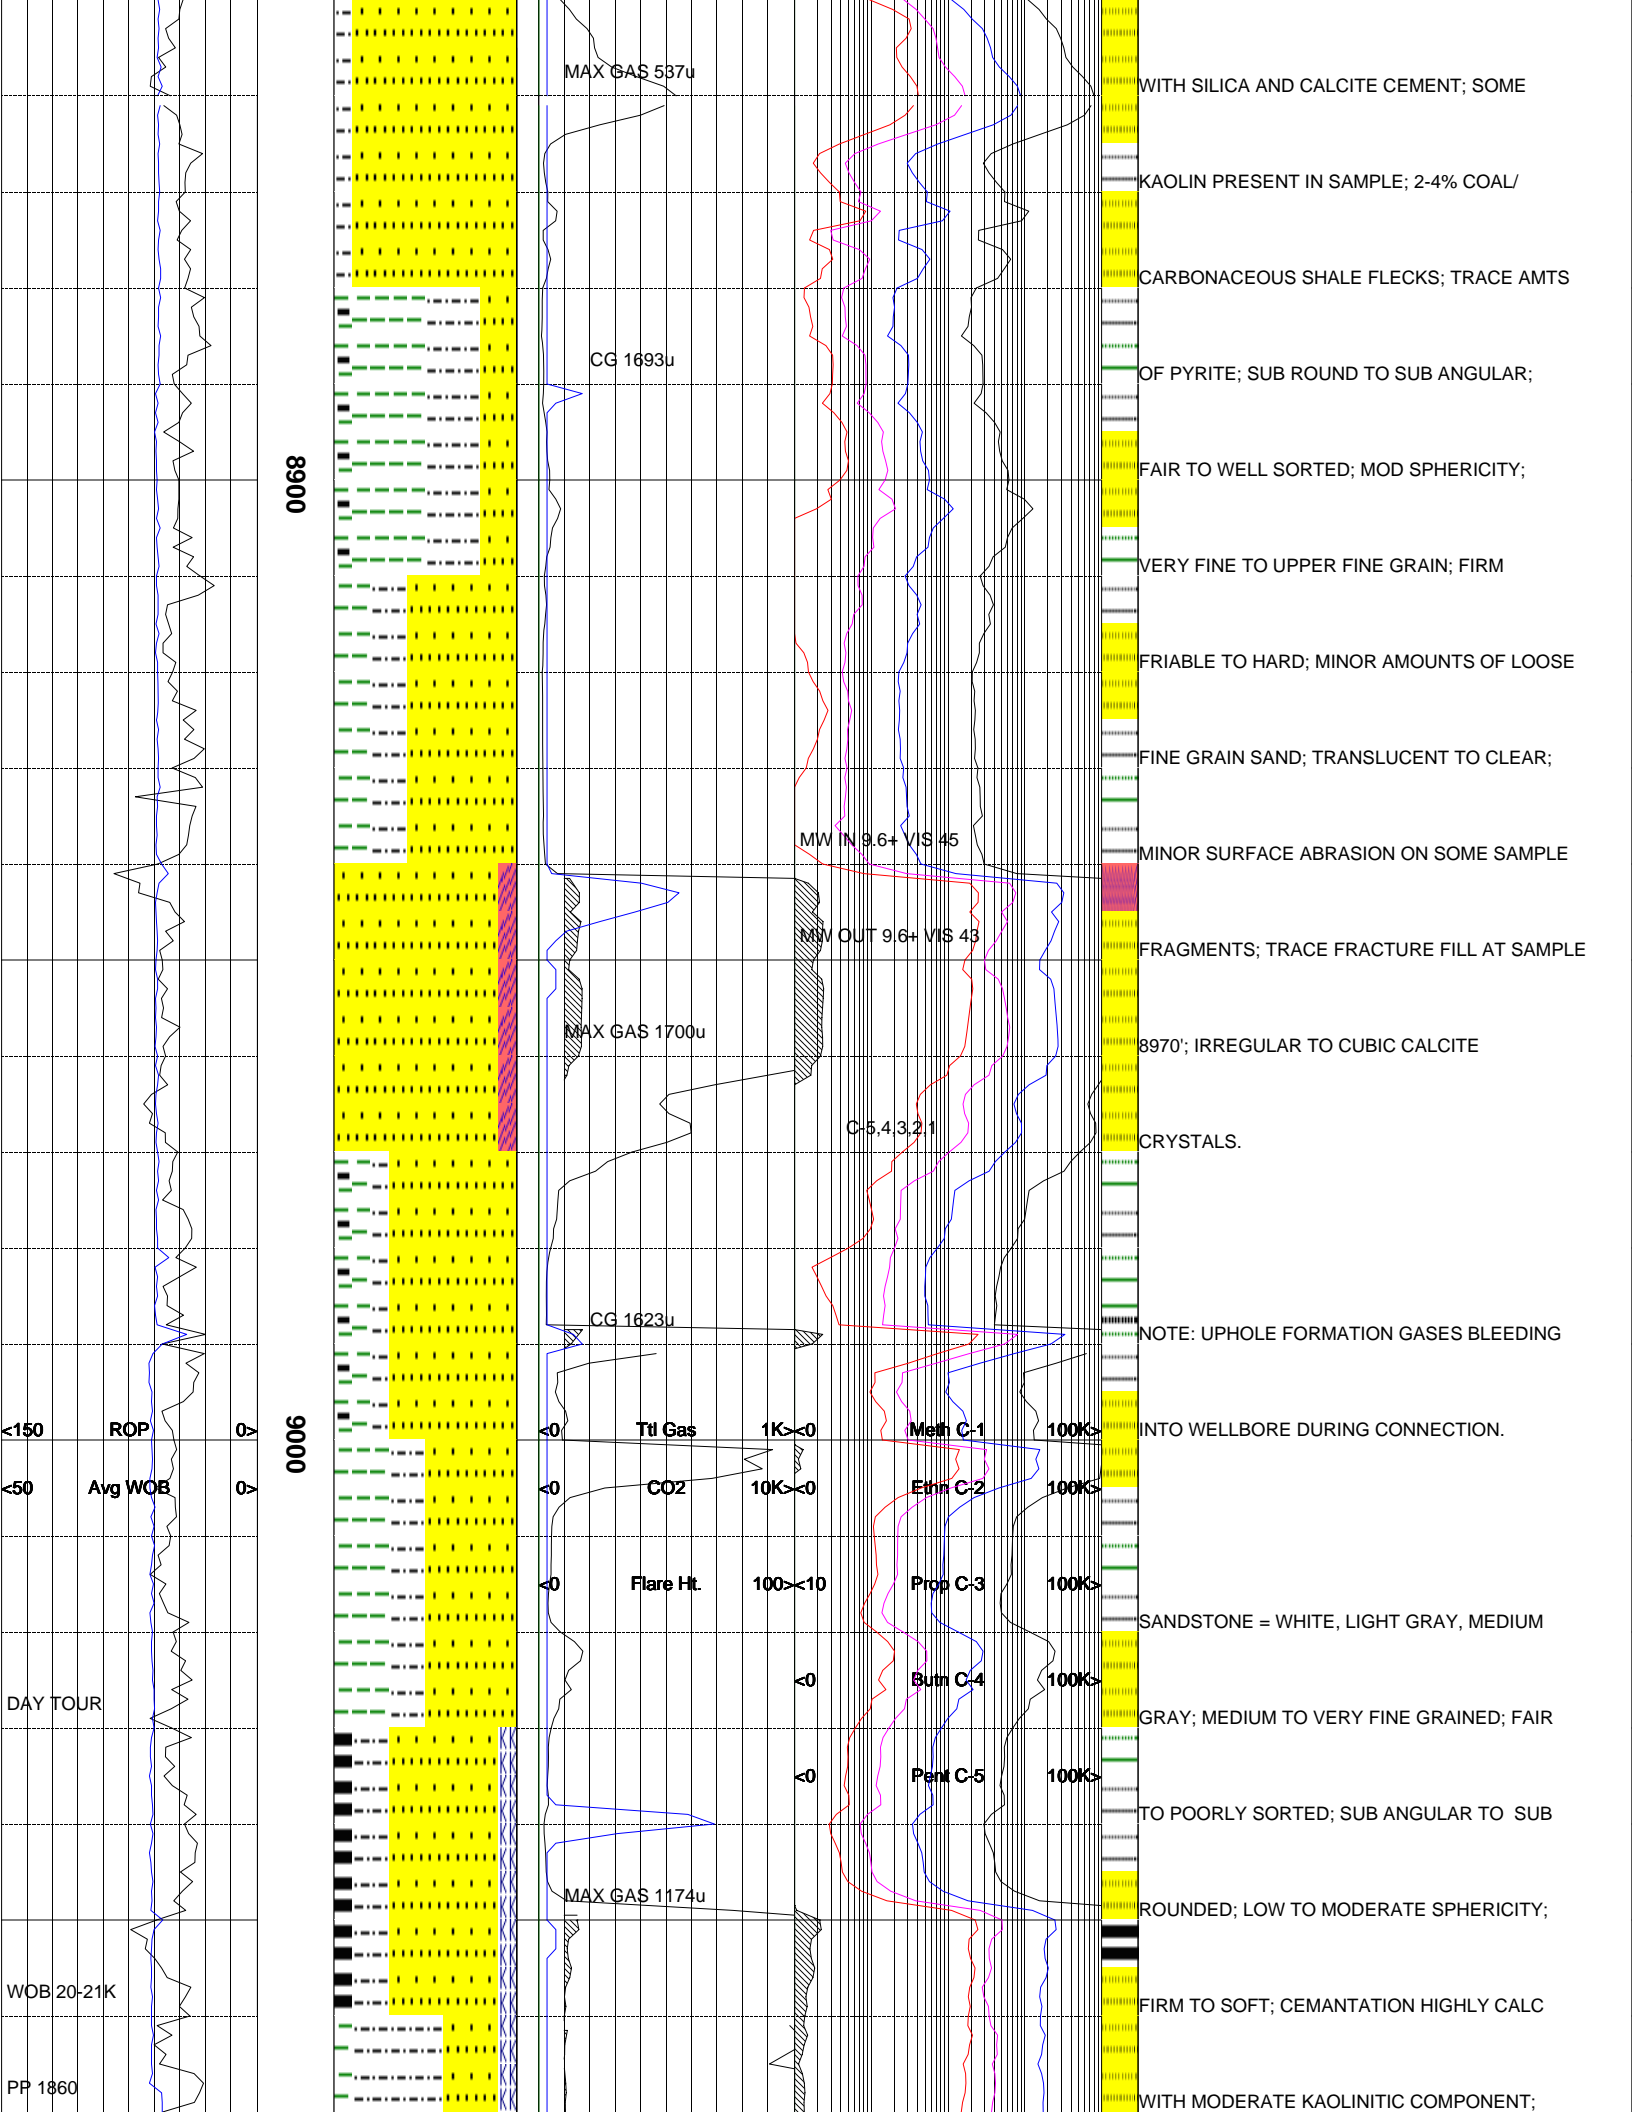 MAX GAS 537u
WITH SILICA AND CALCITE CEMENT; SOME
KAOLIN PRESENT IN SAMPLE; 2-4% COAL/
CARBONACEOUS SHALE FLECKS; TRACE AMTS
CG 1693u
OF PYRITE; SUB ROUND TO SUB ANGULAR;
8900
FAIR TO WELL SORTED; MOD SPHERICITY;
VERY FINE TO UPPER FINE GRAIN; FIRM
FRIABLE TO HARD; MINOR AMOUNTS OF LOOSE
FINE GRAIN SAND; TRANSLUCENT TO CLEAR;
MW IN 9.6+ VIS 45
MINOR SURFACE ABRASION ON SOME SAMPLE
MW OUT 9.6+ VIS 43
FRAGMENTS; TRACE FRACTURE FILL AT SAMPLE
MAX GAS 1700u
8970'; IRREGULAR TO CUBIC CALCITE
C-5,4,3,2,1
CRYSTALS.
CG 1623u
NOTE: UPHOLE FORMATION GASES BLEEDING
9000
<150 ROP 0> <0 Ttl Gas 1K> <0 Meth C-1 100K>
INTO WELLBORE DURING CONNECTION.
<50 Avg WOB 0> <0 CO2 10K> <0 Ethn C-2 100K>
<0 Flare Ht. 100> <10 Prop C-3 100K>
SANDSTONE = WHITE, LIGHT GRAY, MEDIUM
<0 Butn C-4 100K>
DAY TOUR
GRAY; MEDIUM TO VERY FINE GRAINED; FAIR
<0 Pent C-5 100K>
TO POORLY SORTED; SUB ANGULAR TO  SUB
MAX GAS 1174u
ROUNDED; LOW TO MODERATE SPHERICITY;
WOB 20-21K
FIRM TO SOFT; CEMANTATION HIGHLY CALC
PP 1860
WITH MODERATE KAOLINITIC COMPONENT;